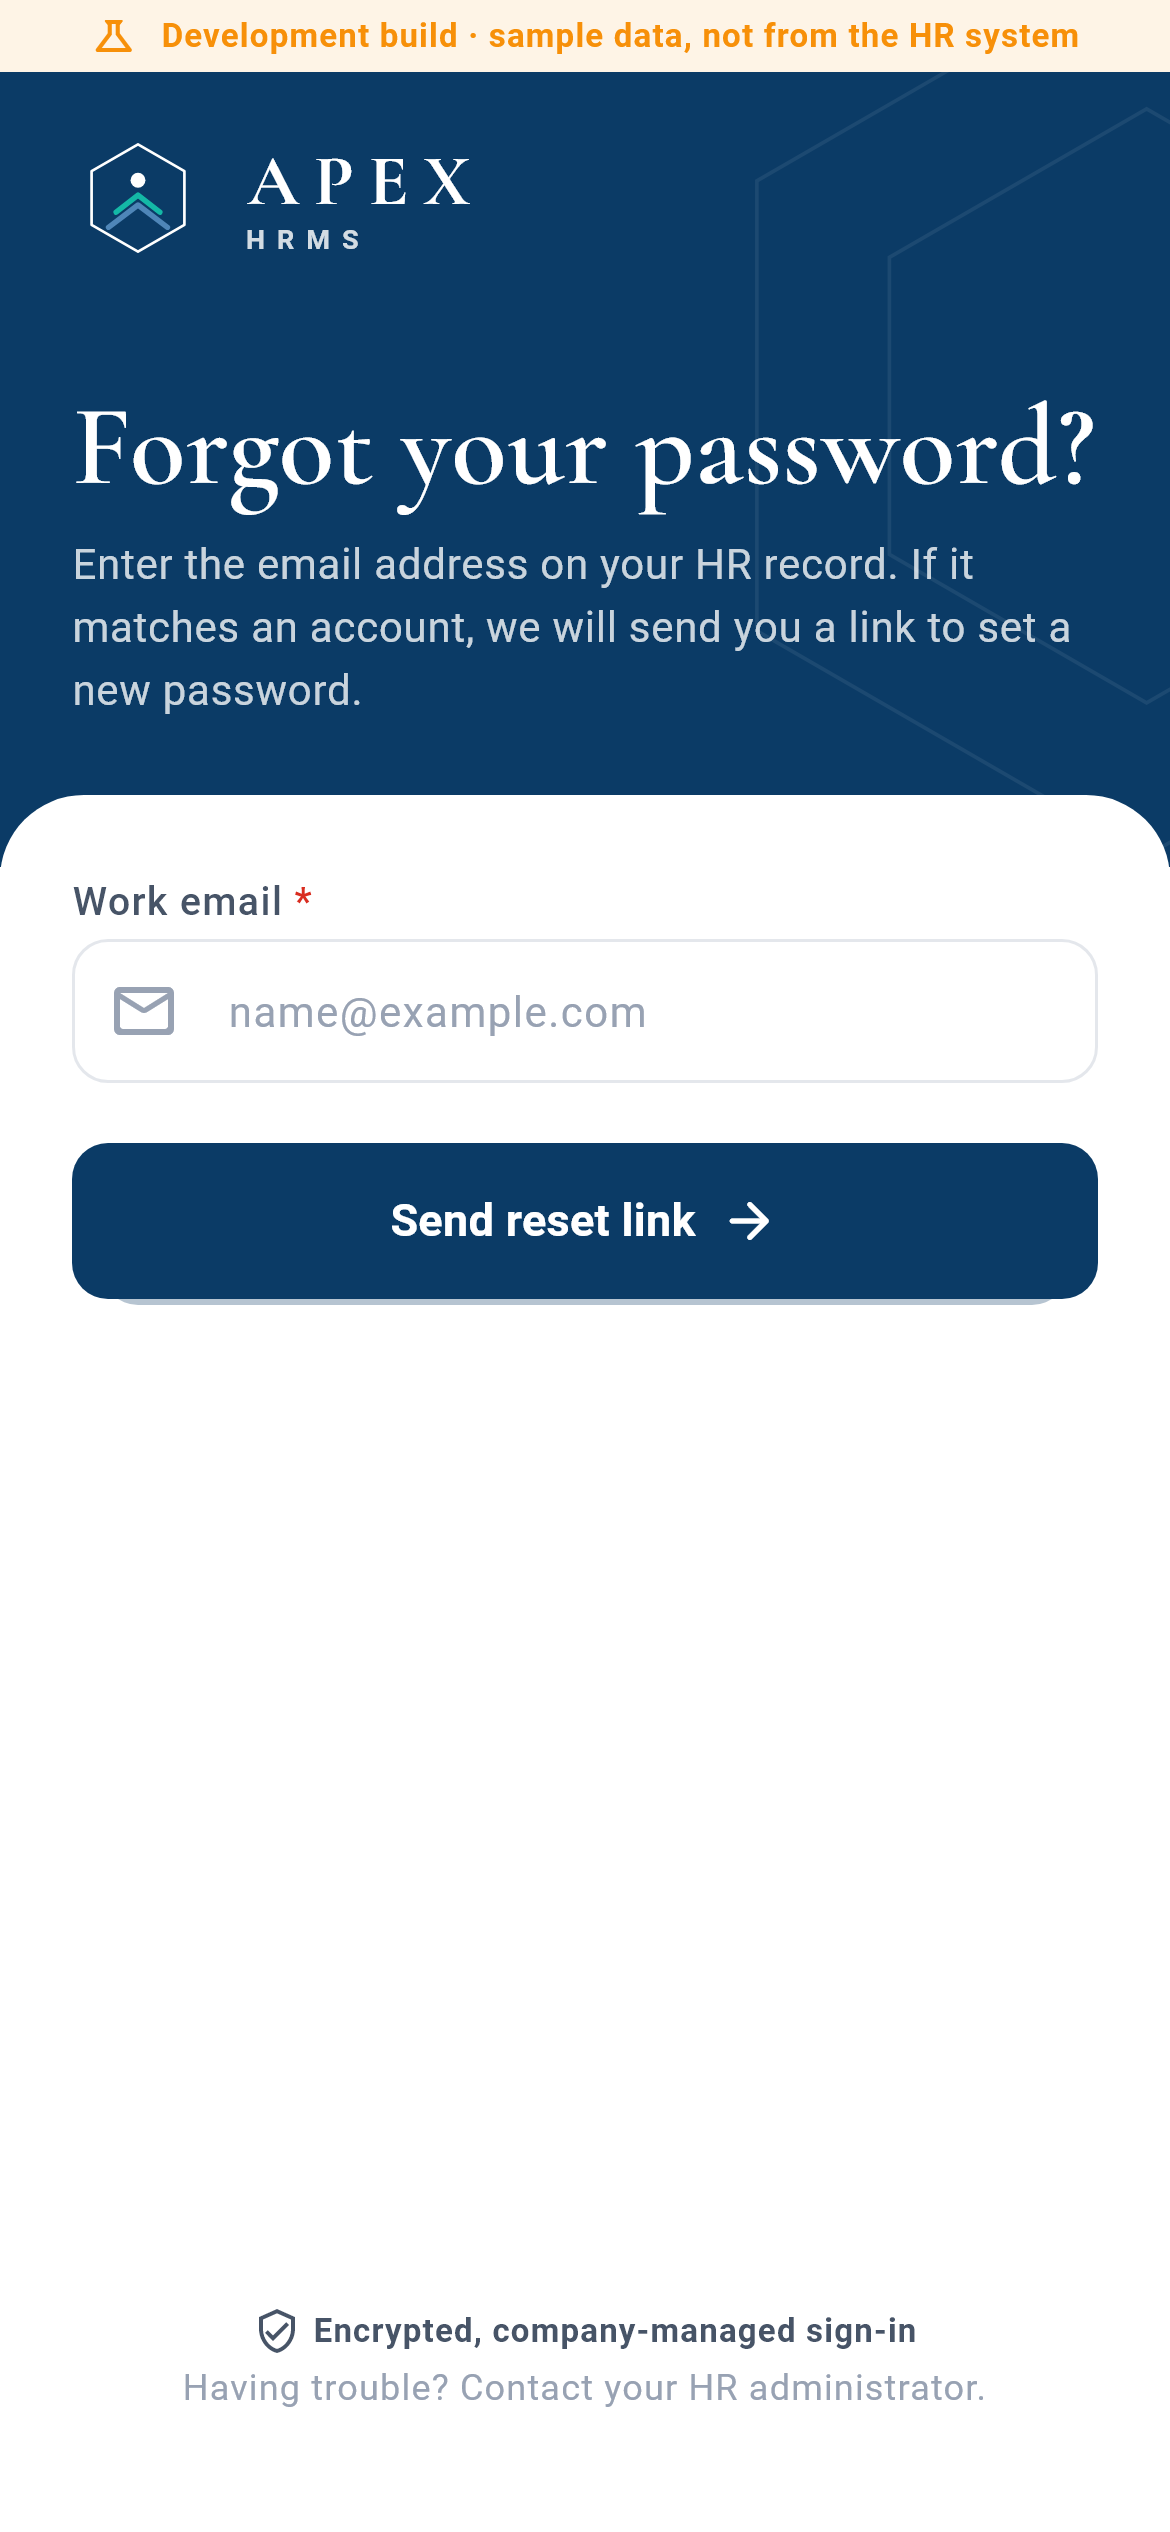 Development build · sample data, not from the HR system
APEX
HRMS
Forgot your password?
Enter the email address on your HR record. If it
matches an account, we will send you a link to set a
new password.
Work email *
name@example.com
Send reset link
Encrypted, company-managed sign-in
Having trouble? Contact your HR administrator.